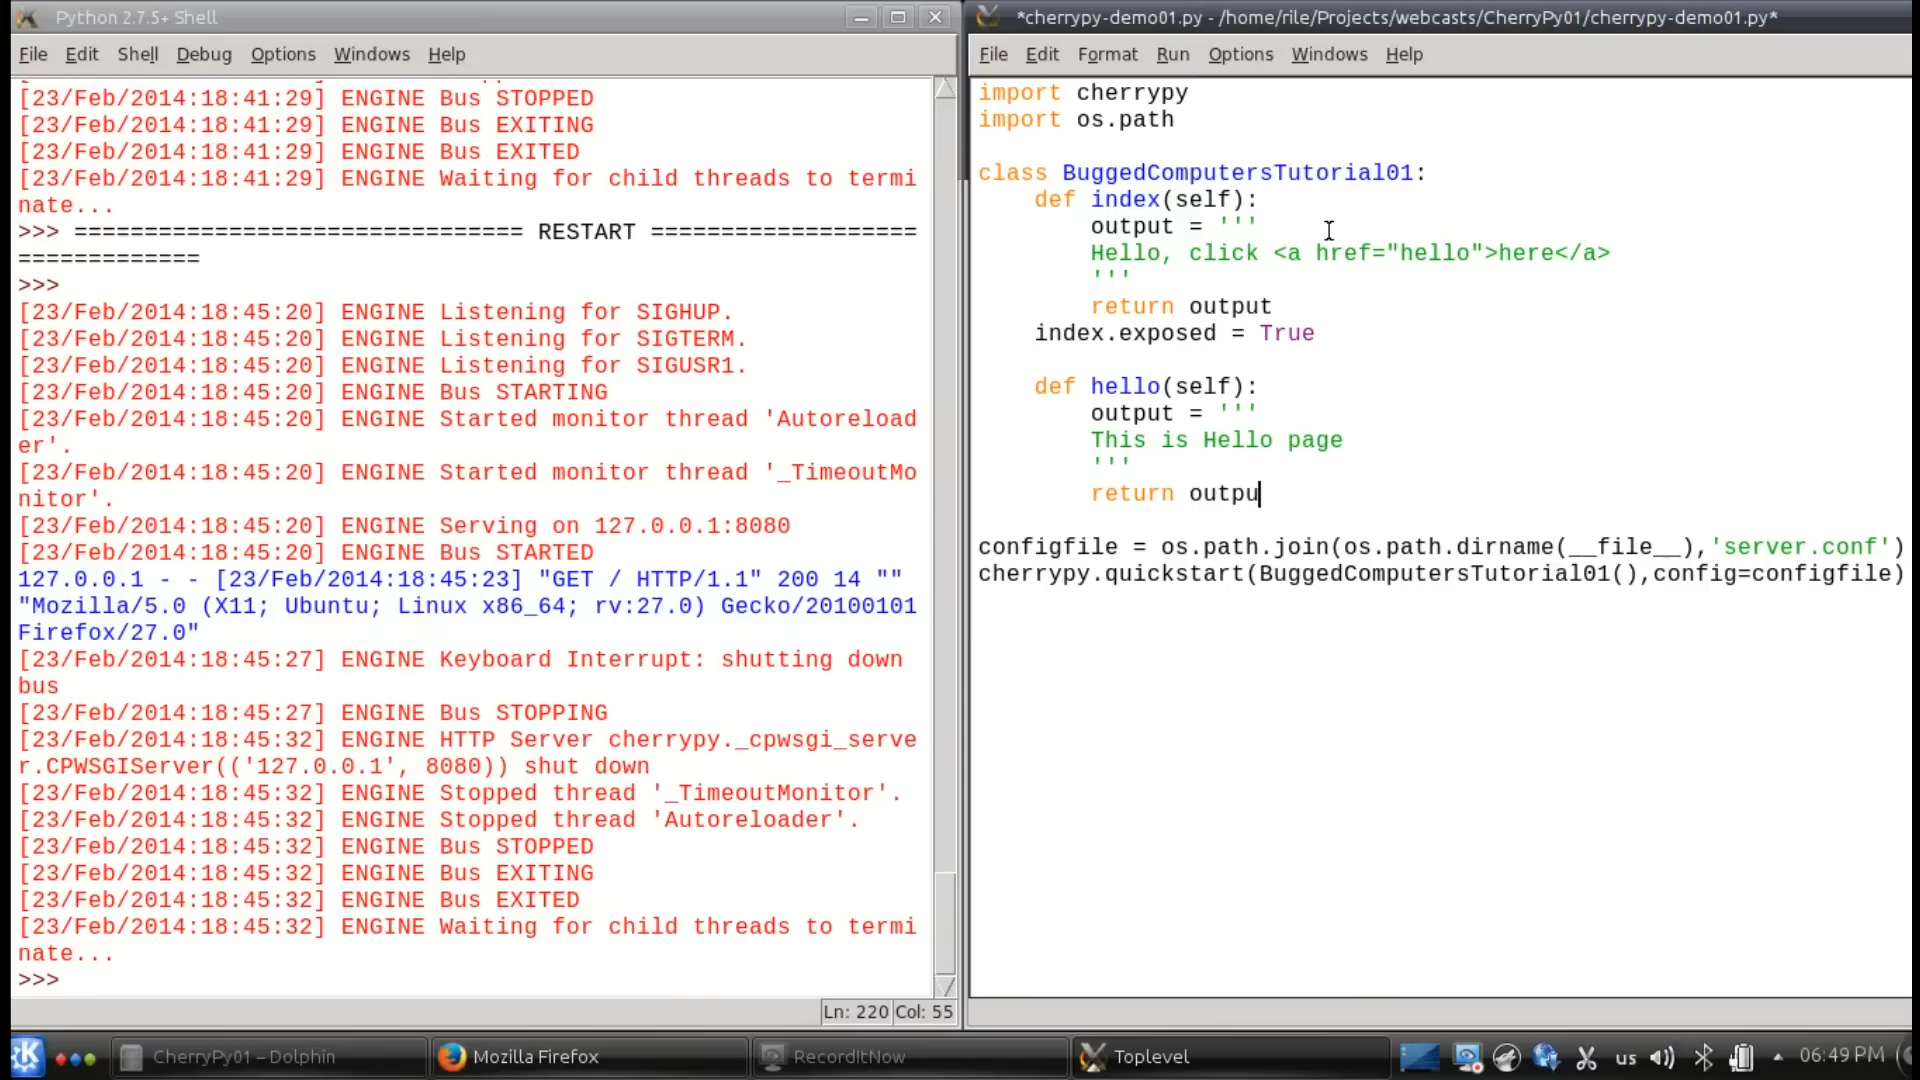 Python 2.7.5+ Shell
File Edit Shell Debug Options Windows Help
[23/Feb/2014:18:41:29] ENGINE Bus STOPPED
[23/Feb/2014:18:41:29] ENGINE Bus EXITING
[23/Feb/2014:18:41:29] ENGINE Bus EXITED
[23/Feb/2014:18:41:29] ENGINE Waiting for child threads to termi
nate...
>>> ================================ RESTART ===================
=============
>>>
[23/Feb/2014:18:45:20] ENGINE Listening for SIGHUP.
[23/Feb/2014:18:45:20] ENGINE Listening for SIGTERM.
[23/Feb/2014:18:45:20] ENGINE Listening for SIGUSR1.
[23/Feb/2014:18:45:20] ENGINE Bus STARTING
[23/Feb/2014:18:45:20] ENGINE Started monitor thread 'Autoreload
er'.
[23/Feb/2014:18:45:20] ENGINE Started monitor thread '_TimeoutMo
nitor'.
[23/Feb/2014:18:45:20] ENGINE Serving on 127.0.0.1:8080
[23/Feb/2014:18:45:20] ENGINE Bus STARTED
127.0.0.1 - - [23/Feb/2014:18:45:23] "GET / HTTP/1.1" 200 14 ""
"Mozilla/5.0 (X11; Ubuntu; Linux x86_64; rv:27.0) Gecko/20100101
Firefox/27.0"
[23/Feb/2014:18:45:27] ENGINE Keyboard Interrupt: shutting down
bus
[23/Feb/2014:18:45:27] ENGINE Bus STOPPING
[23/Feb/2014:18:45:32] ENGINE HTTP Server cherrypy._cpwsgi_serve
r.CPWSGIServer(('127.0.0.1', 8080)) shut down
[23/Feb/2014:18:45:32] ENGINE Stopped thread '_TimeoutMonitor'.
[23/Feb/2014:18:45:32] ENGINE Stopped thread 'Autoreloader'.
[23/Feb/2014:18:45:32] ENGINE Bus STOPPED
[23/Feb/2014:18:45:32] ENGINE Bus EXITING
[23/Feb/2014:18:45:32] ENGINE Bus EXITED
[23/Feb/2014:18:45:32] ENGINE Waiting for child threads to termi
nate...
>>>
Ln: 220 Col: 55
*cherrypy-demo01.py - /home/rile/Projects/webcasts/CherryPy01/cherrypy-demo01.py*
File Edit Format Run Options Windows Help
import cherrypy
import os.path
class BuggedComputersTutorial01:
    def index(self):
        output = '''
        Hello, click <a href="hello">here</a>
        '''
        return output
    index.exposed = True
    def hello(self):
        output = '''
        This is Hello page
        '''
        return outpu
configfile = os.path.join(os.path.dirname(__file__),'server.conf')
cherrypy.quickstart(BuggedComputersTutorial01(),config=configfile)
CherryPy01 – Dolphin
Mozilla Firefox
RecordItNow
Toplevel
us
06:49 PM